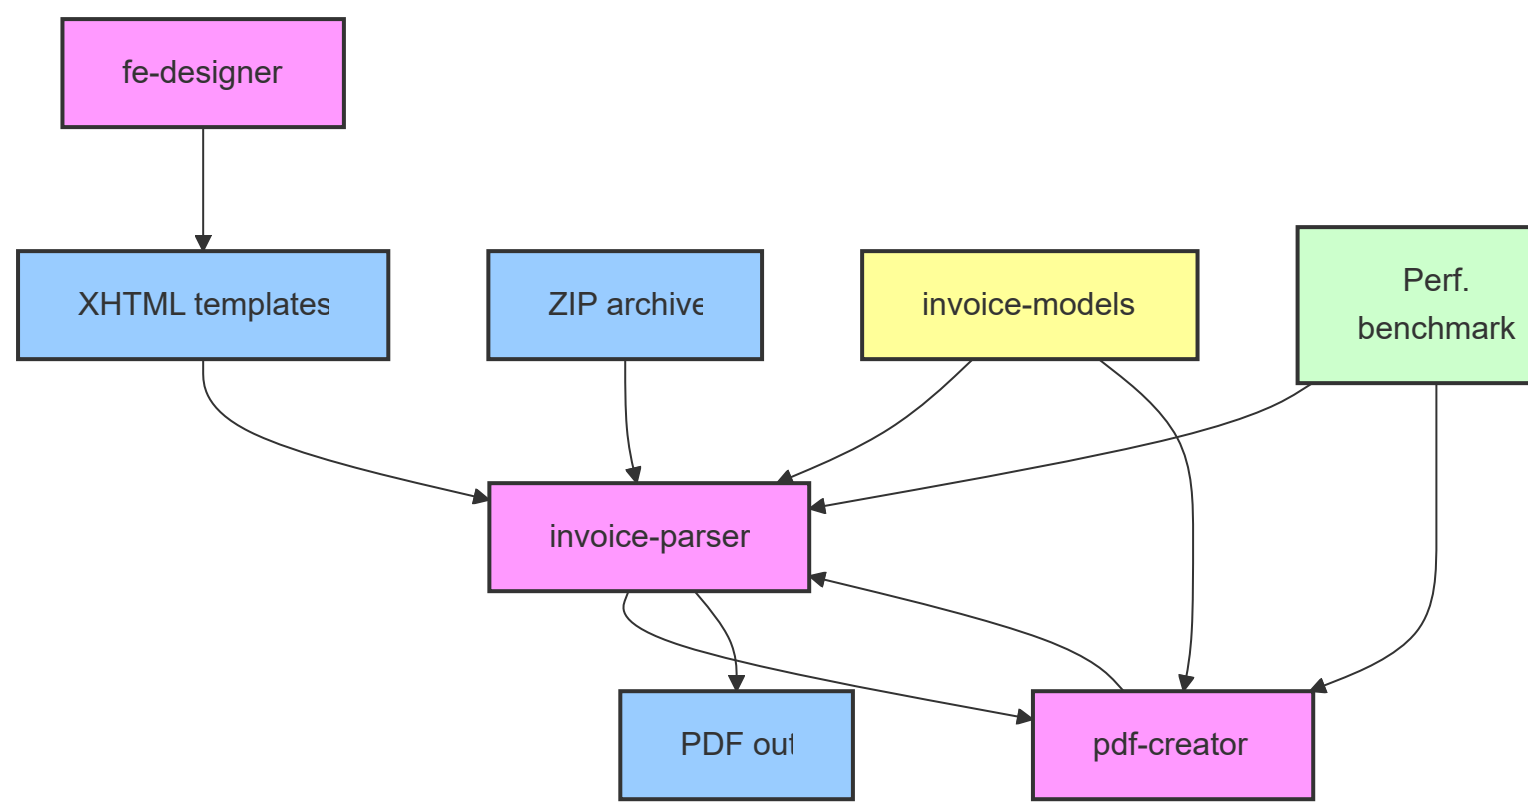 fe-designer
XHTML templates
ZIP archive
invoice-models
Perf.
benchmark
invoice-parser
PDF out
pdf-creator